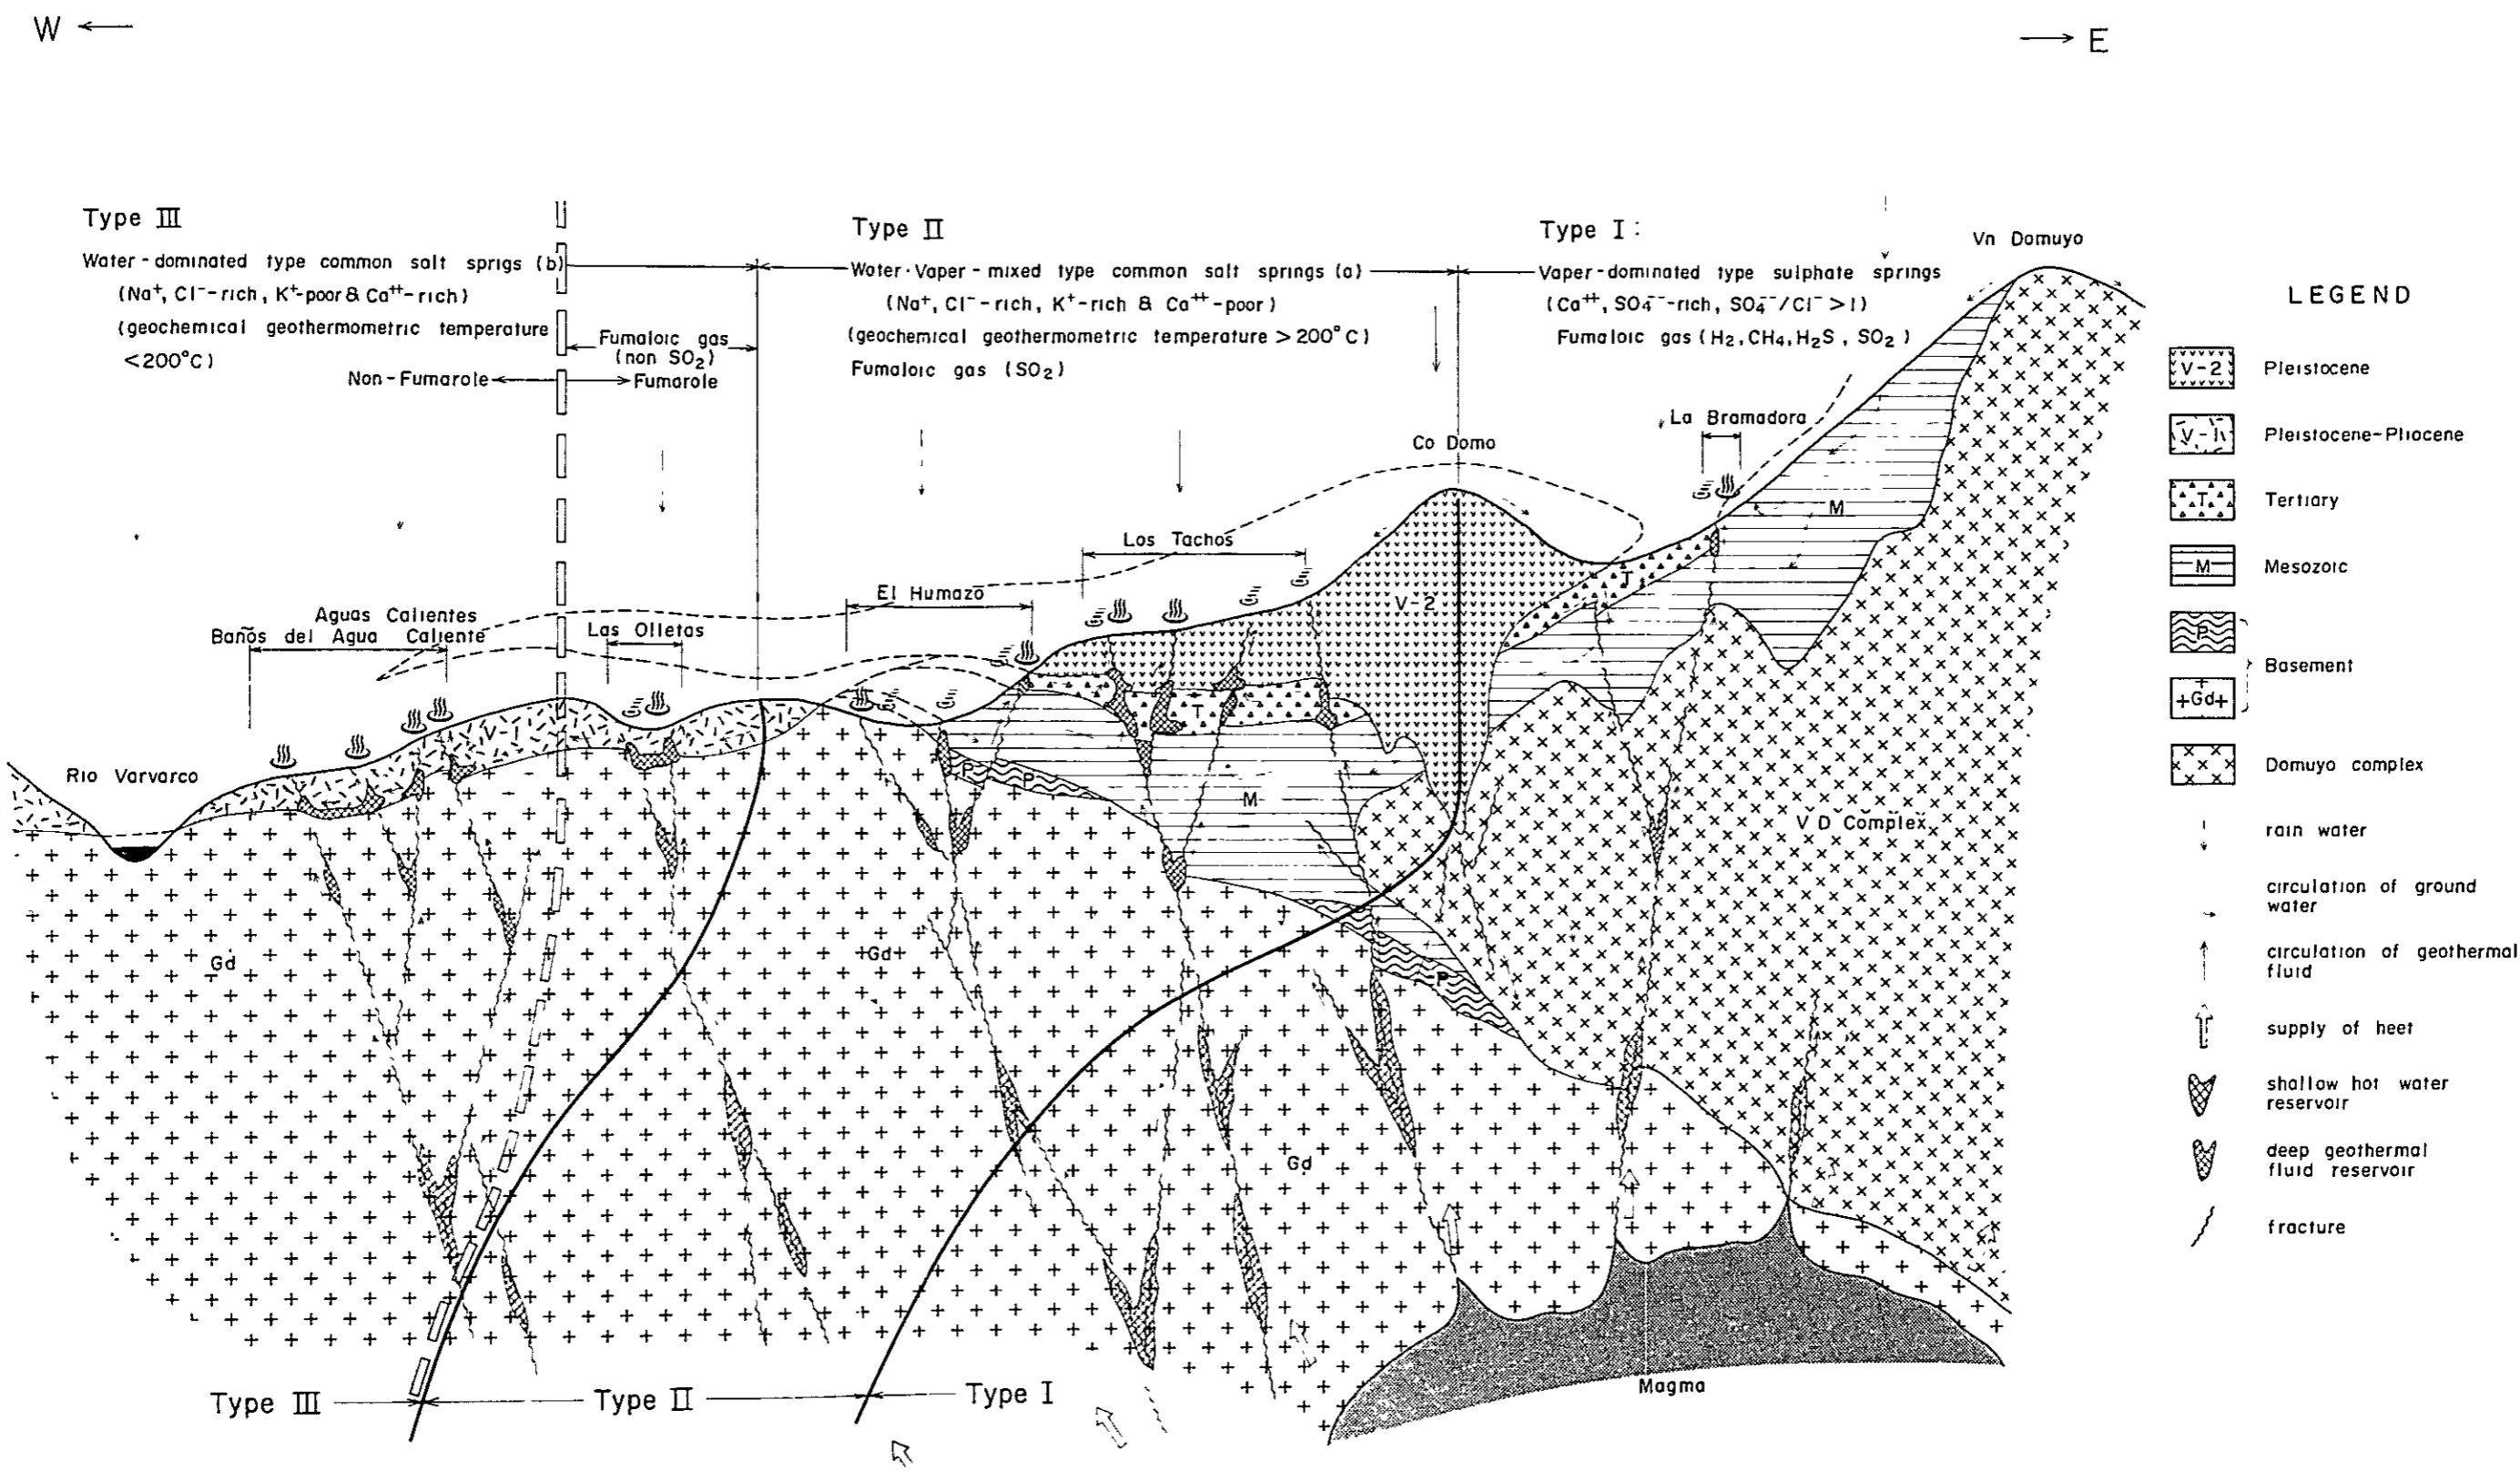 W
E
Type III
Water-dominated type common salt sprigs (b)
(Na⁺, Cl⁻-rich, K⁺-poor & Ca⁺⁺-rich)
(geochemical geothermometric temperature
<200°C)
Fumaloic gas
(non SO₂)
Non-Fumarole
Fumarole
Type II
Water·Vaper-mixed type common salt springs (a)
(Na⁺, Cl⁻-rich, K⁺-rich & Ca⁺⁺-poor)
(geochemical geothermometric temperature >200°C)
Fumaloic gas (SO₂)
Type I:
Vaper-dominated type sulphate springs
(Ca⁺⁺, SO₄⁻⁻-rich, SO₄⁻⁻/Cl⁻ >1)
Fumaloic gas (H₂, CH₄, H₂S, SO₂)
Vn Domuyo
La Bramadora
Co Domo
Los Tachos
El Humazo
Las Olletas
Aguas Calientes
Baños del Agua Caliente
Rio Varvarco
V-1
V-2
T
T
M
M
P
P
P
V D Complex
Gd
Gd
Gd
Magma
Type III
Type II
Type I
LEGEND
V-2 Pleistocene
V-1 Pleistocene-Pliocene
T Tertiary
M Mesozoic
P
Basement
+Gd+
Domuyo complex
rain water
circulation of ground
water
circulation of geothermal
fluid
supply of heet
shallow hot water
reservoir
deep geothermal
fluid reservoir
fracture